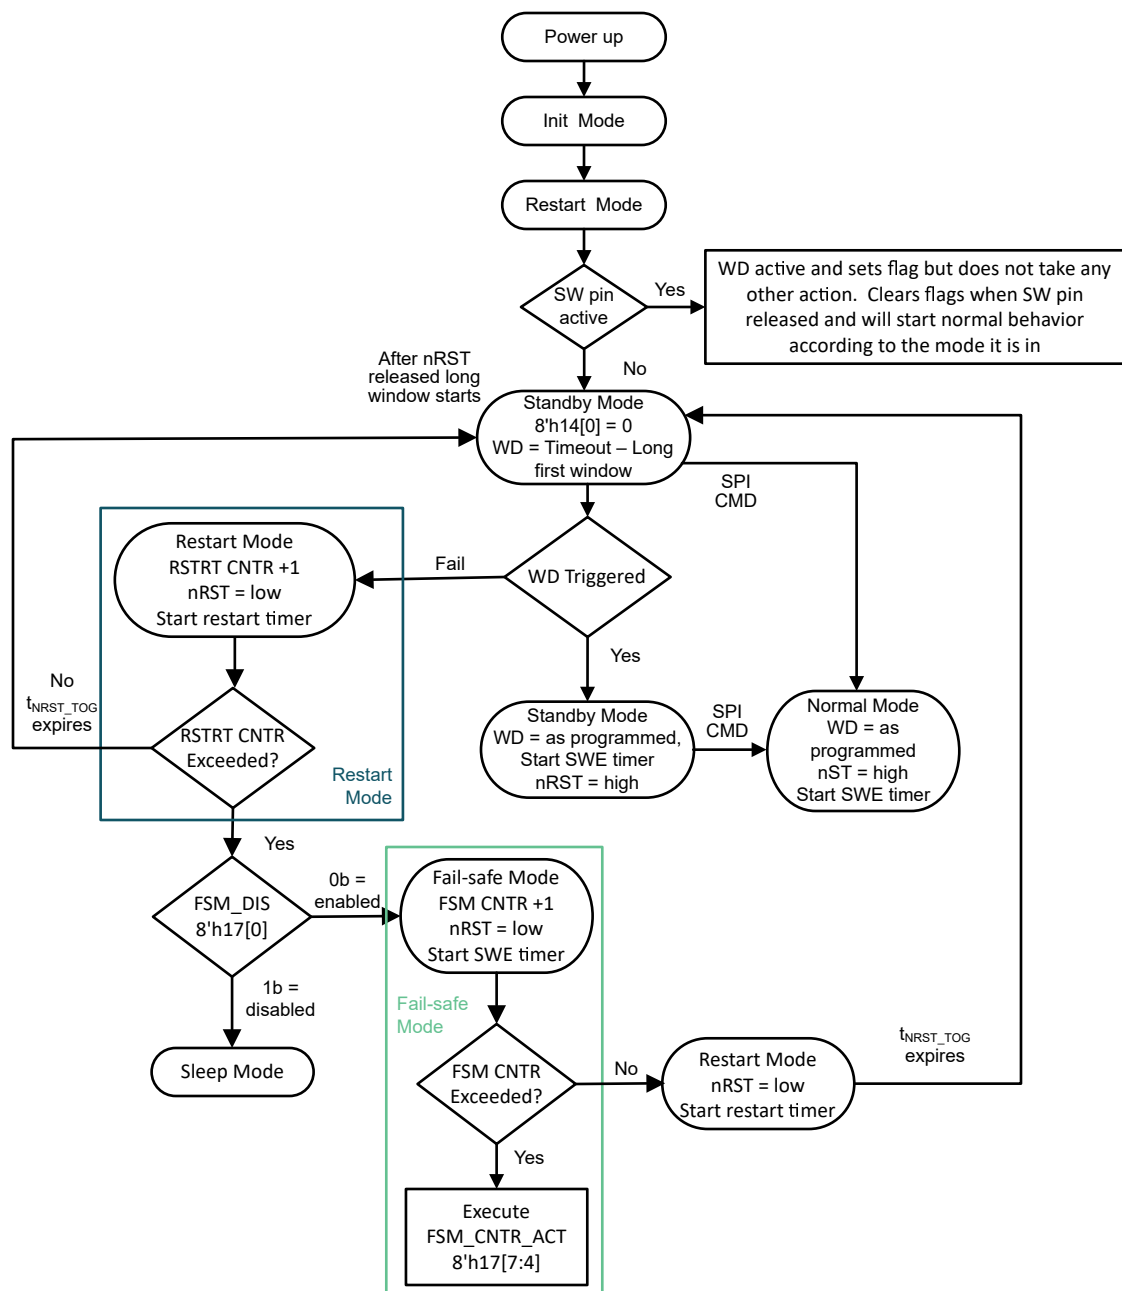 Power up
Init Mode
Restart Mode
SW pin
active
Yes
WD active and sets flag but does not take any
other action. Clears flags when SW pin
released and will start normal behavior
according to the mode it is in
No
After nRST
released long
window starts
Standby Mode
8'h14[0] = 0
WD = Timeout – Long
first window
SPI
CMD
WD Triggered
Fail
Restart Mode
RSTRT CNTR +1
nRST = low
Start restart timer
Yes
No
tNRST_TOG
expires
RSTRT CNTR
Exceeded?
Restart
Mode
Standby Mode
WD = as programmed,
Start SWE timer
nRST = high
SPI
CMD
Normal Mode
WD = as
programmed
nST = high
Start SWE timer
Yes
FSM_DIS
8'h17[0]
0b =
enabled
1b =
disabled
Sleep Mode
Fail-safe Mode
FSM CNTR +1
nRST = low
Start SWE timer
Fail-safe
Mode
FSM CNTR
Exceeded?
No
Restart Mode
nRST = low
Start restart timer
tNRST_TOG
expires
Yes
Execute
FSM_CNTR_ACT
8'h17[7:4]